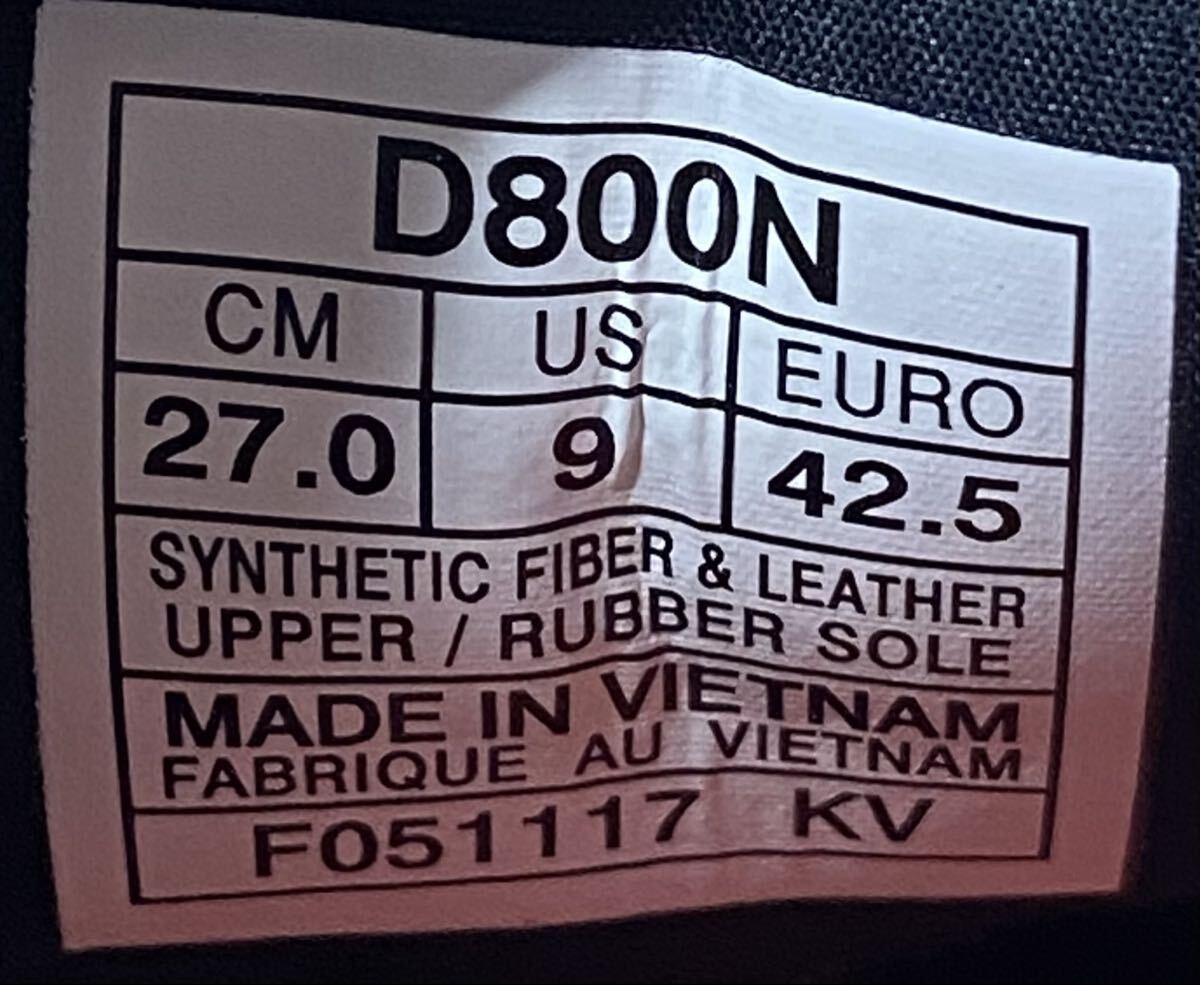 D800N
CM US EURO
27.0 9 42.5
SYNTHETIC FIBER & LEATHER
UPPER / RUBBER SOLE
MADE IN VIETNAM
FABRIQUE AU VIETNAM
F051117 KV